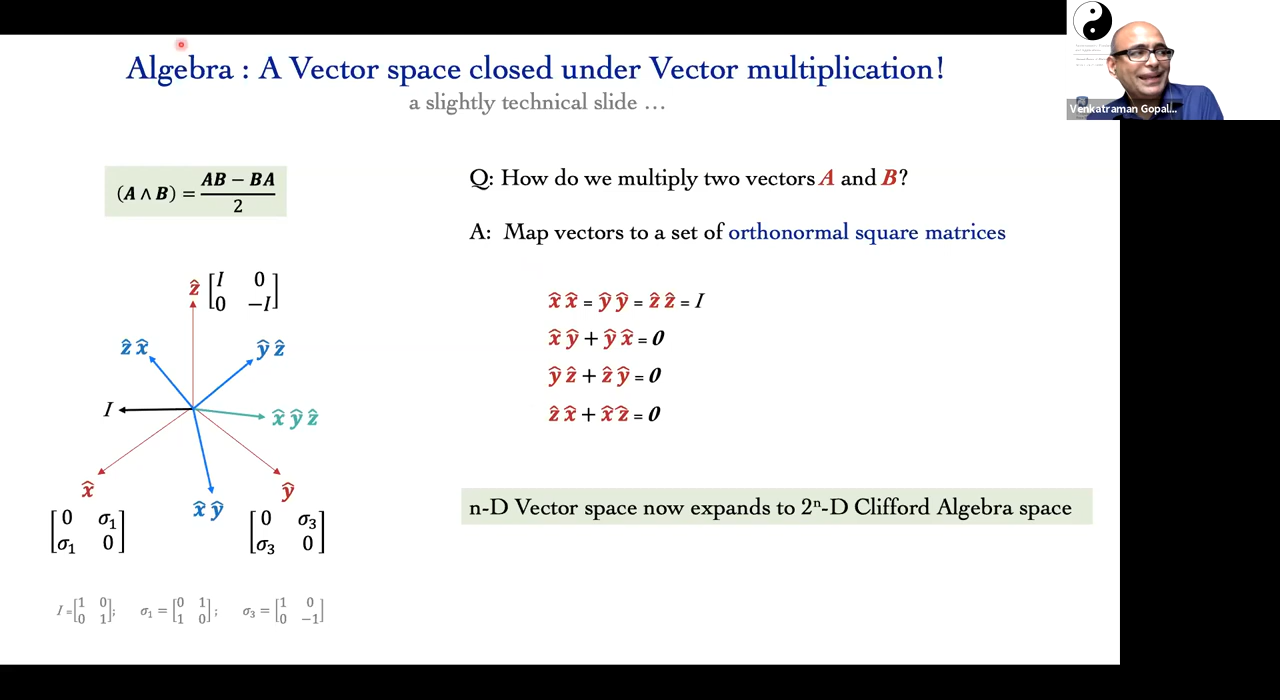 Algebra : A Vector space closed under Vector multiplication!
a slightly technical slide …
Venkatraman Gopal...
(A ∧ B) = AB − BA / 2
Q: How do we multiply two vectors A and B?
A: Map vectors to a set of orthonormal square matrices
x̂ x̂ = ŷ ŷ = ẑ ẑ = I
x̂ ŷ + ŷ x̂ = 0
ŷ ẑ + ẑ ŷ = 0
ẑ x̂ + x̂ ẑ = 0
n-D Vector space now expands to 2ⁿ-D Clifford Algebra space
ẑ [I 0
0 −I]
ẑ x̂
ŷ ẑ
I
x̂ ŷ ẑ
x̂
x̂ ŷ
ŷ
[0 σ₁
σ₁ 0]
[0 σ₃
σ₃ 0]
I = [1 0
0 1]; σ₁ = [0 1
1 0]; σ₃ = [1 0
0 −1]